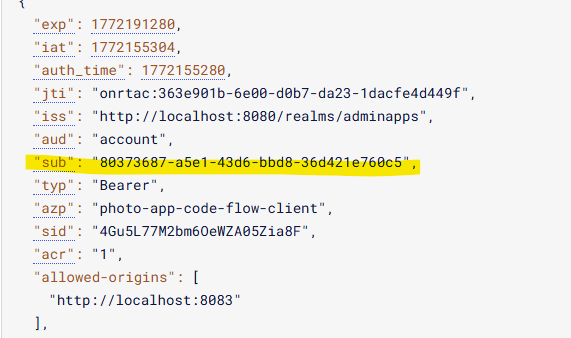 {
"exp": 1772191280,
"iat": 1772155304,
"auth_time": 1772155280,
"jti": "onrtac:363e901b-6e00-d0b7-da23-1dacfe4d449f",
"iss": "http://localhost:8080/realms/adminapps",
"aud": "account",
"sub": "80373687-a5e1-43d6-bbd8-36d421e760c5",
"typ": "Bearer",
"azp": "photo-app-code-flow-client",
"sid": "4Gu5L77M2bm6OeWZA05Zia8F",
"acr": "1",
"allowed-origins": [
"http://localhost:8083"
],